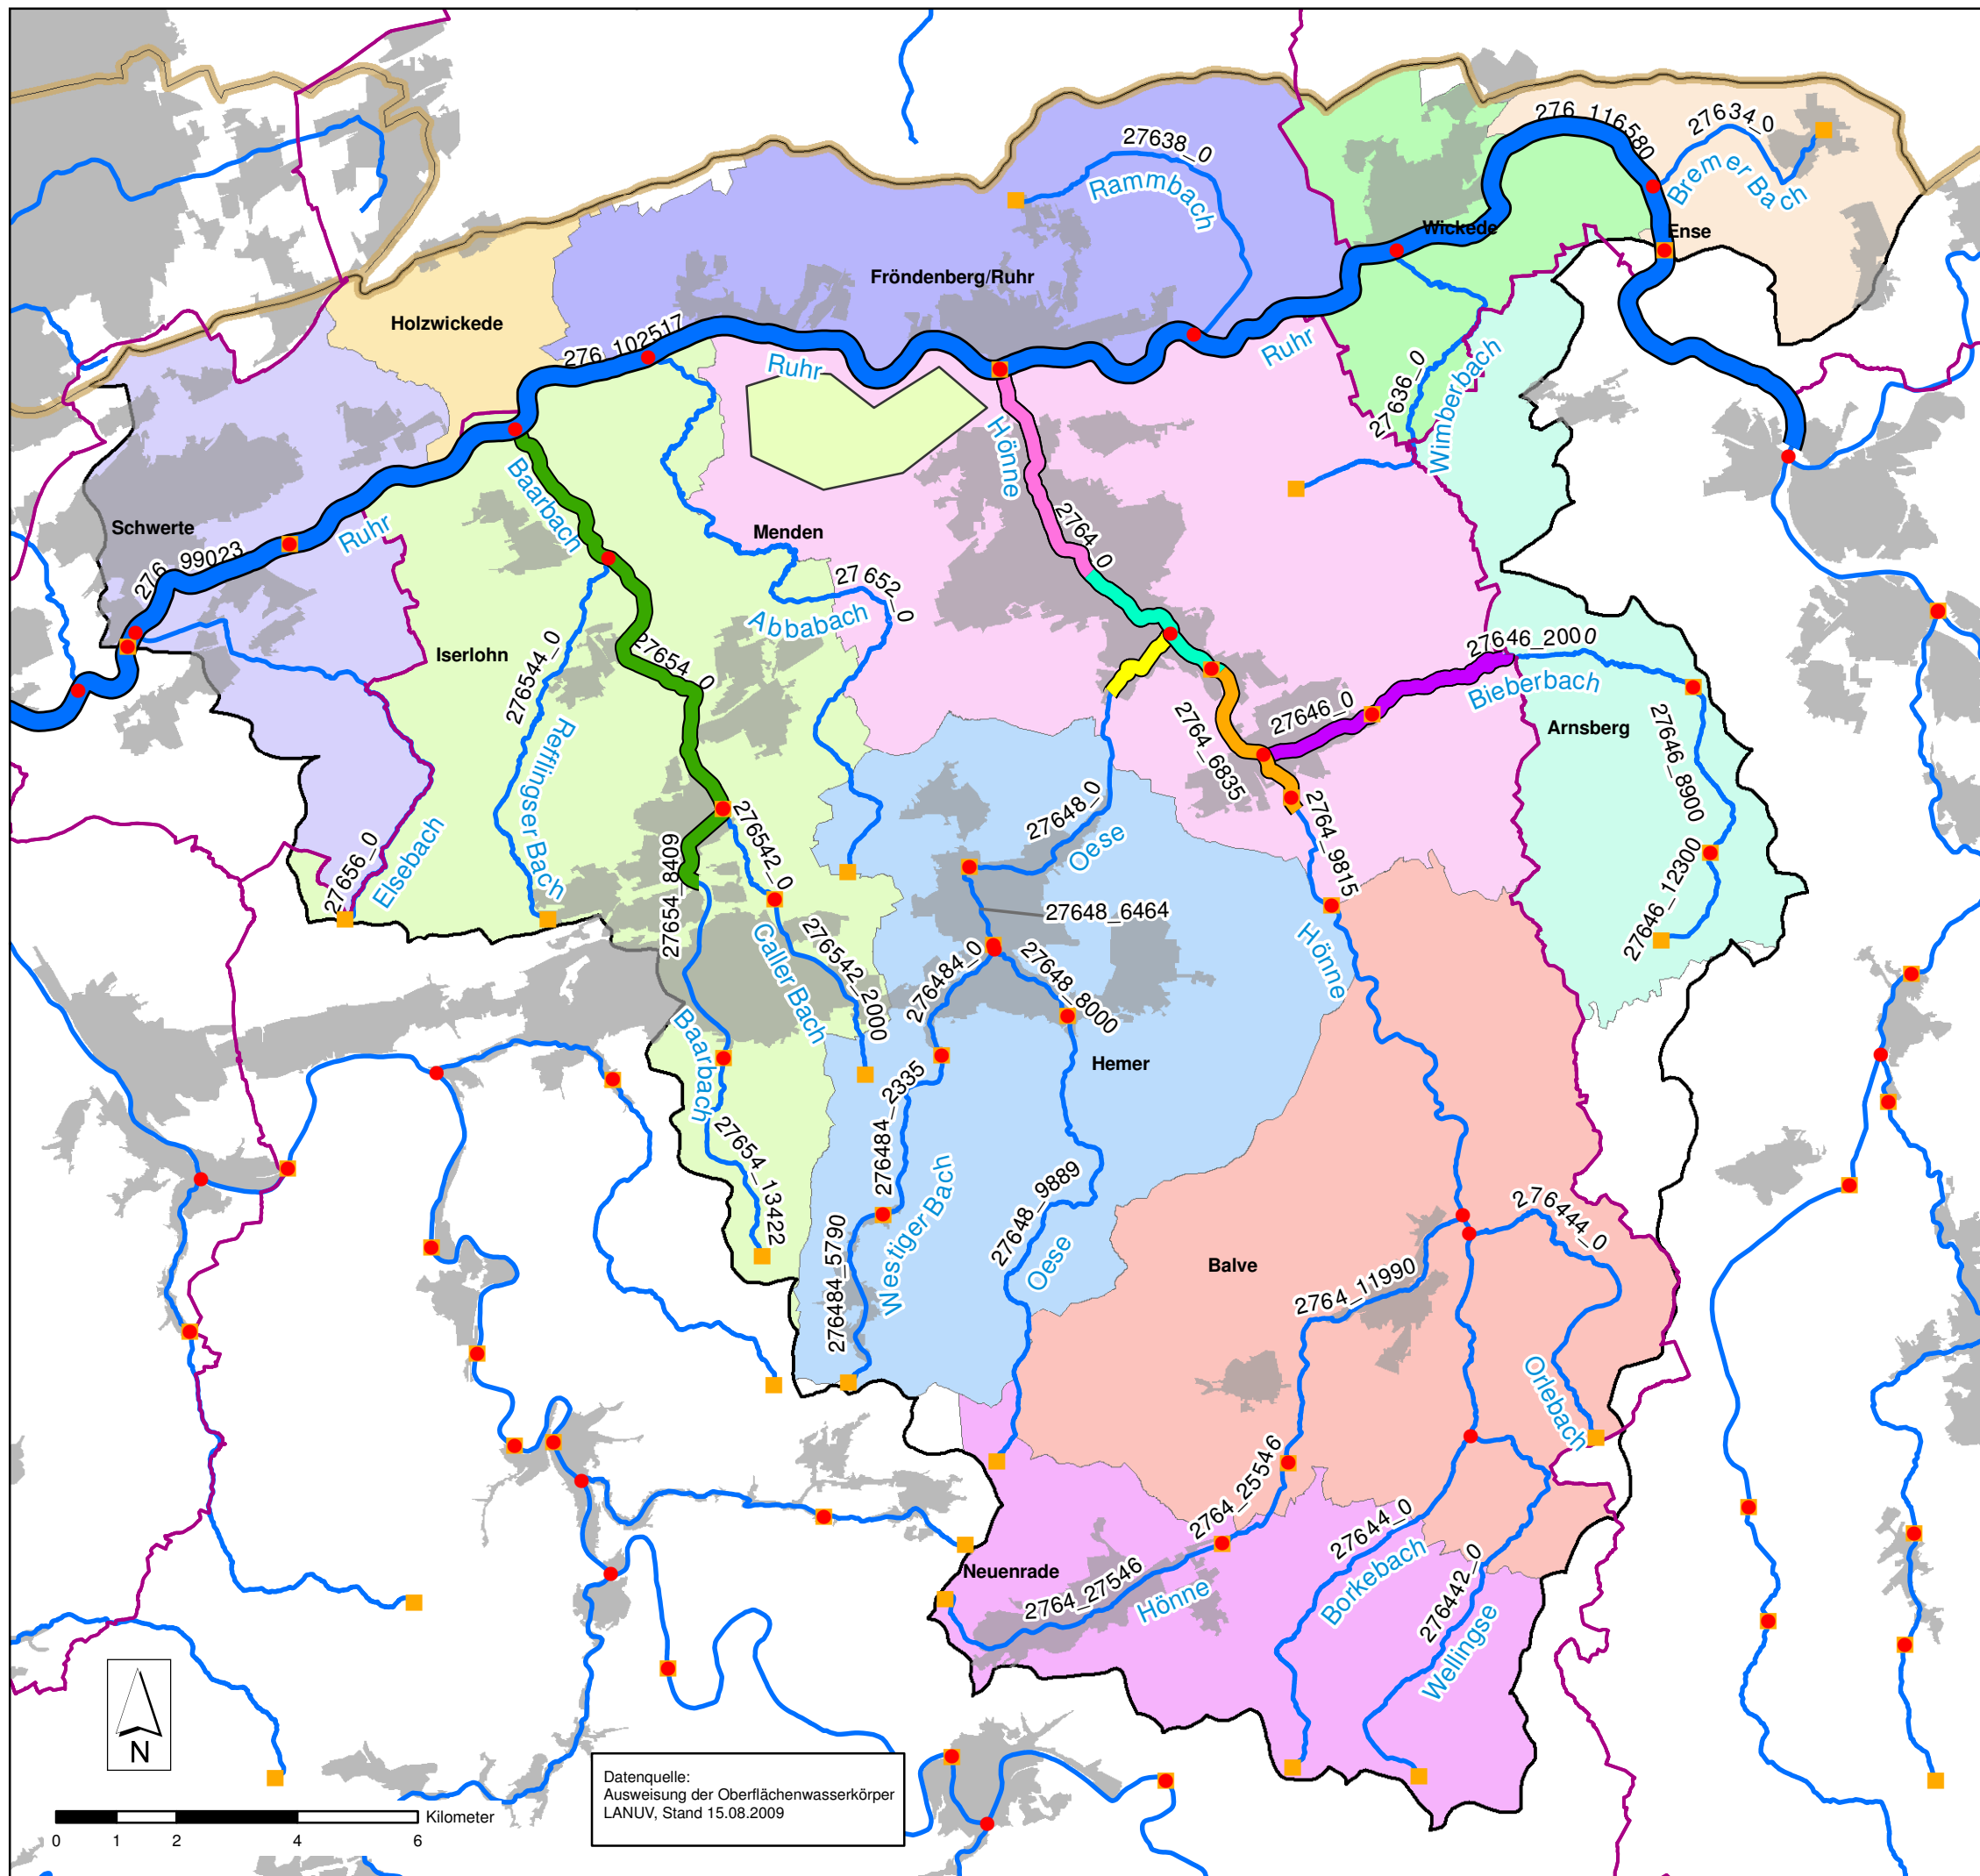 276_116580
27634_0
Bremer Bach
27638_0
Rammbach
Wickede
Ense
Fröndenberg/Ruhr
Holzwickede
276_102517
Ruhr
Ruhr
27636_0
Wimberbach
Hönne
Baarbach
Schwerte
276_99023
Ruhr
Menden
2764_0
27652_0
Abbabach
Iserlohn
276544_0
27654_0
27646_2000
Bieberbach
27646_0
Arnsberg
2764_6835
27646_8900
Refflingser Bach
27648_0
Oese
2764_9815
27656_0
Elsebach
27654_8409
276542_0
27648_6464
27646_12300
Caller Bach
276542_2000
276484_0
27648_8000
Hönne
Baarbach
Hemer
276484_2335
27654_13422
27648_9889
Westiger Bach
276484_5790
Oese
276444_0
Balve
2764_11990
Orlebach
2764_25546
27644_0
Borkebach
276442_0
Wellingse
Neuenrade
2764_27546
Hönne
N
Datenquelle:
Ausweisung der Oberflächenwasserkörper
LANUV, Stand 15.08.2009
Kilometer
0 1 2 4 6